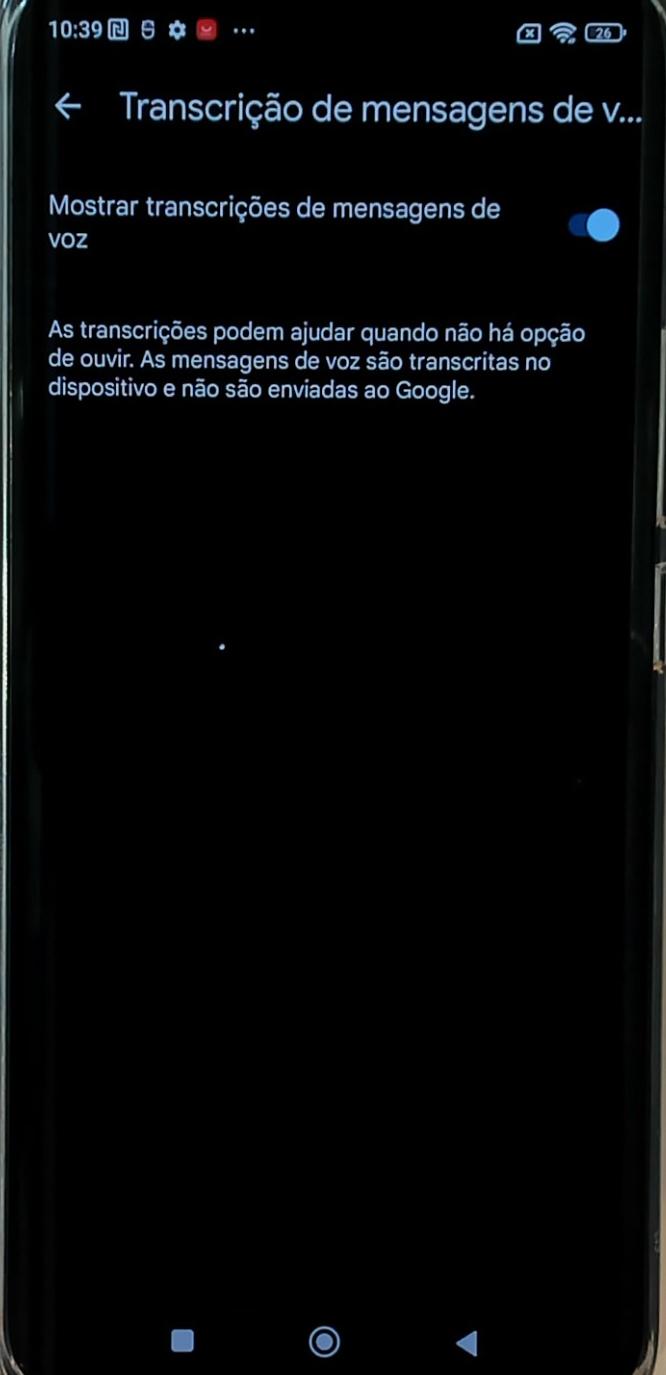 10:39
26
Transcrição de mensagens de v...
Mostrar transcrições de mensagens de
voz
As transcrições podem ajudar quando não há opção
de ouvir. As mensagens de voz são transcritas no
dispositivo e não são enviadas ao Google.